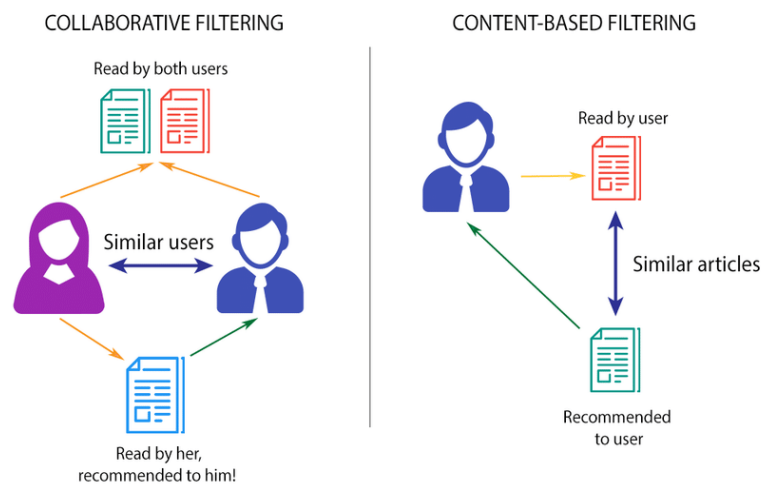 COLLABORATIVE FILTERING
Read by both users
Similar users
Read by her,
recommended to him!
CONTENT-BASED FILTERING
Read by user
Similar articles
Recommended
to user